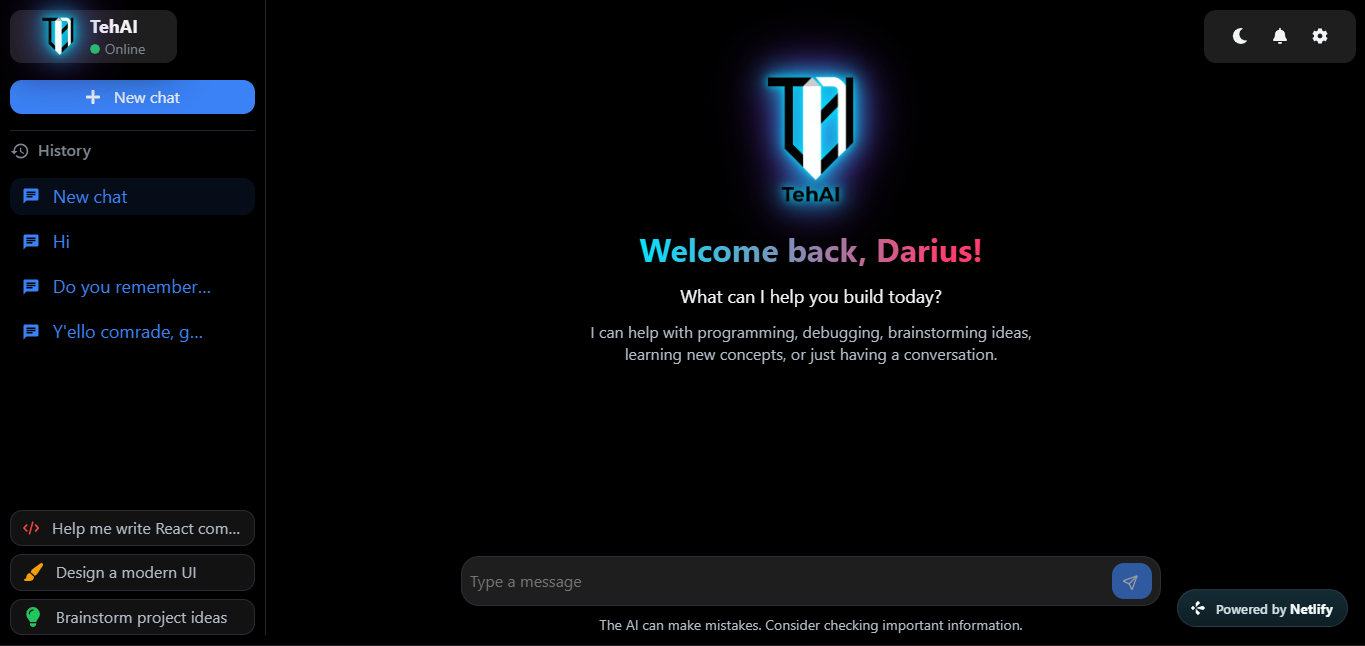 TehAI
Online
New chat
History
New chat
Hi
Do you remember...
Y'ello comrade, g...
Help me write React com...
Design a modern UI
Brainstorm project ideas
TehAI
Welcome back, Darius!
What can I help you build today?
I can help with programming, debugging, brainstorming ideas,
learning new concepts, or just having a conversation.
Type a message
The AI can make mistakes. Consider checking important information.
Powered by Netlify